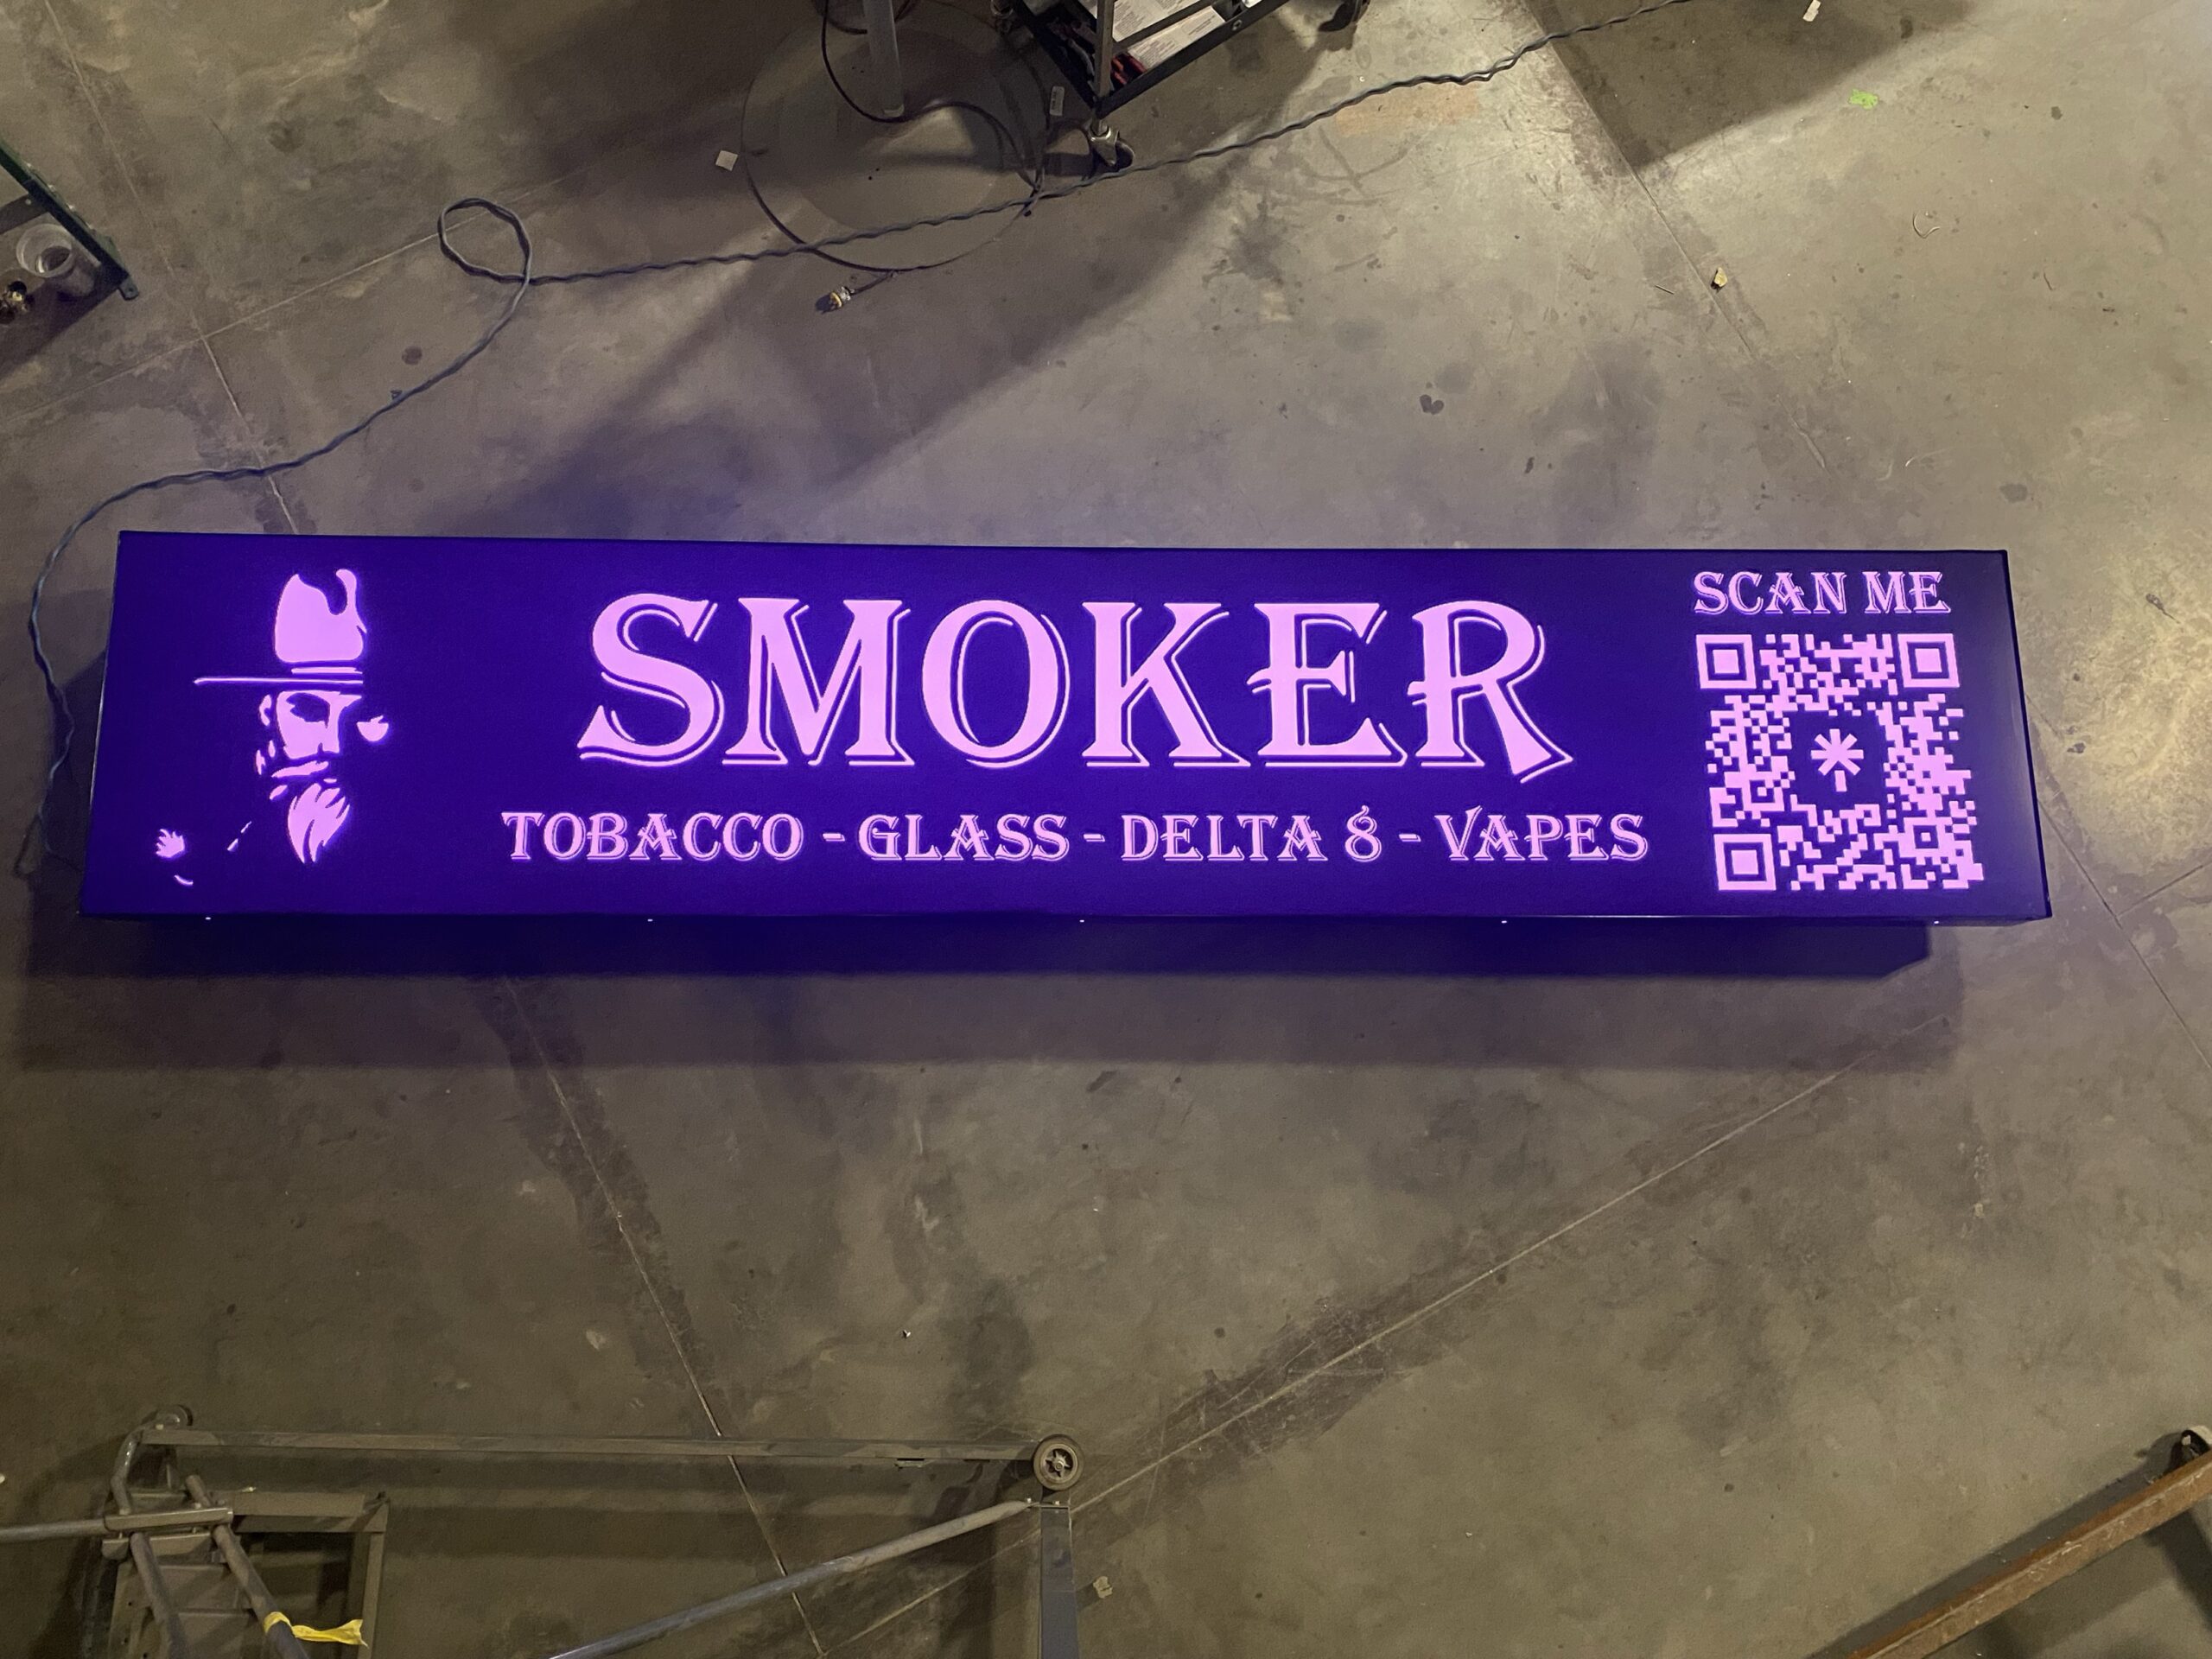 SMOKER
TOBACCO - GLASS - DELTA 8 - VAPES
SCAN ME